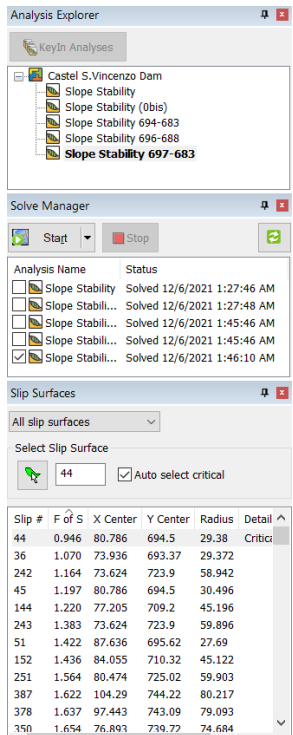 Analysis Explorer
KeyIn Analyses
Castel S.Vincenzo Dam
Slope Stability
Slope Stability (0bis)
Slope Stability 694-683
Slope Stability 696-688
Slope Stability 697-683
Solve Manager
Start
Stop
Analysis Name Status
Slope Stability Solved 12/6/2021 1:27:46 AM
Slope Stabili... Solved 12/6/2021 1:27:48 AM
Slope Stabili... Solved 12/6/2021 1:45:46 AM
Slope Stabili... Solved 12/6/2021 1:45:46 AM
Slope Stabili... Solved 12/6/2021 1:46:10 AM
Slip Surfaces
All slip surfaces
Select Slip Surface
44 Auto select critical
Slip # F of S X Center Y Center Radius Detail
44 0.946 80.786 694.5 29.38 Critica
36 1.070 73.936 693.37 29.372
242 1.164 73.624 723.9 58.942
45 1.197 80.786 694.5 30.496
144 1.220 77.205 709.2 45.196
243 1.383 73.624 723.9 59.896
51 1.422 87.636 695.62 27.69
152 1.436 84.055 710.32 45.122
251 1.564 80.474 725.02 59.903
387 1.622 104.29 744.22 80.217
378 1.637 97.443 743.09 79.093
350 1.654 76.893 739.72 74.684